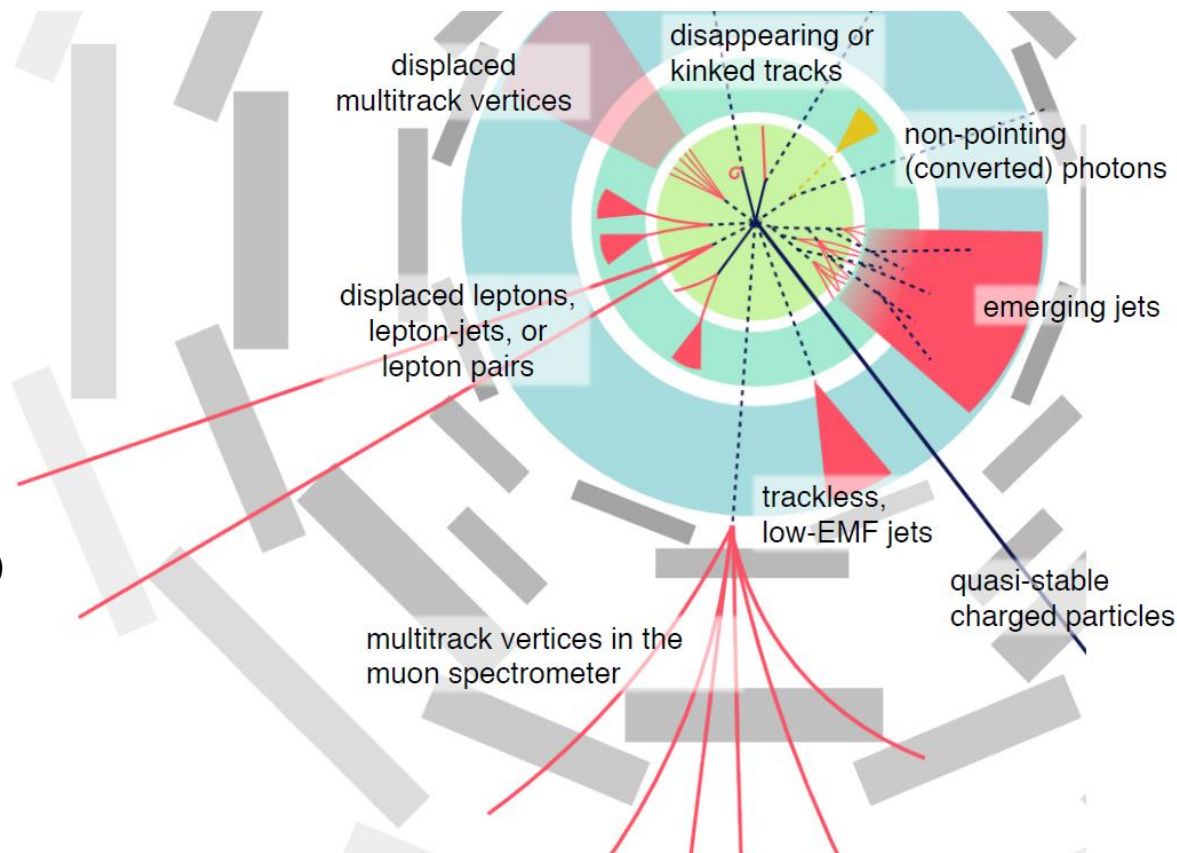 disappearing or
kinked tracks
displaced
multitrack vertices
non-pointing
(converted) photons
displaced leptons,
lepton-jets, or
lepton pairs
emerging jets
trackless,
low-EMF jets
)
quasi-stable
charged particles
multitrack vertices in the
muon spectrometer